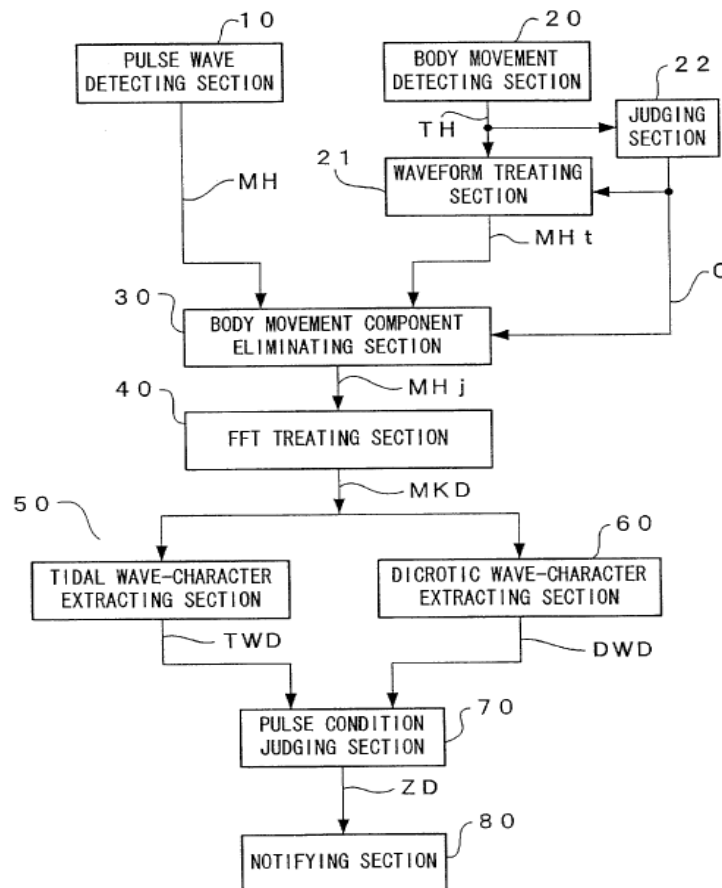 10
20
PULSE WAVE
DETECTING SECTION
BODY MOVEMENT
DETECTING SECTION
22
JUDGING
SECTION
TH
21
WAVEFORM TREATING
SECTION
MH
MHt
30
BODY MOVEMENT COMPONENT
ELIMINATING SECTION
MHj
40
FFT TREATING SECTION
MKD
50
60
TIDAL WAVE-CHARACTER
EXTRACTING SECTION
DICROTIC WAVE-CHARACTER
EXTRACTING SECTION
TWD
DWD
70
PULSE CONDITION
JUDGING SECTION
ZD
80
NOTIFYING SECTION